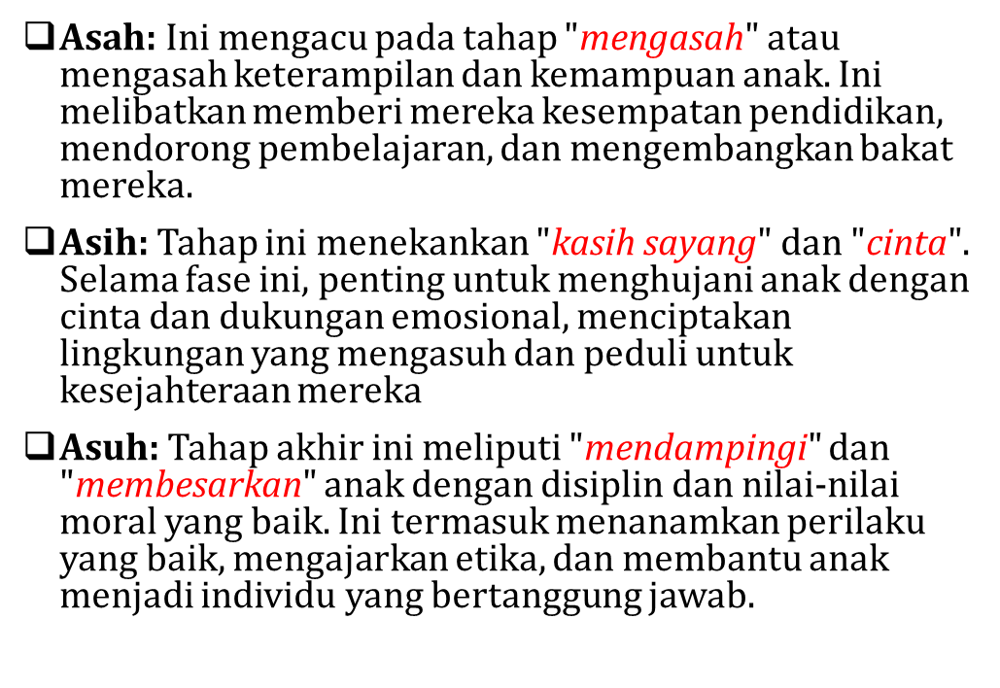 ❑Asah: Ini mengacu pada tahap "mengasah" atau
mengasah keterampilan dan kemampuan anak. Ini
melibatkan memberi mereka kesempatan pendidikan,
mendorong pembelajaran, dan mengembangkan bakat
mereka.
❑Asih: Tahap ini menekankan "kasih sayang" dan "cinta".
Selama fase ini, penting untuk menghujani anak dengan
cinta dan dukungan emosional, menciptakan
lingkungan yang mengasuh dan peduli untuk
kesejahteraan mereka
❑Asuh: Tahap akhir ini meliputi "mendampingi" dan
"membesarkan" anak dengan disiplin dan nilai-nilai
moral yang baik. Ini termasuk menanamkan perilaku
yang baik, mengajarkan etika, dan membantu anak
menjadi individu yang bertanggung jawab.